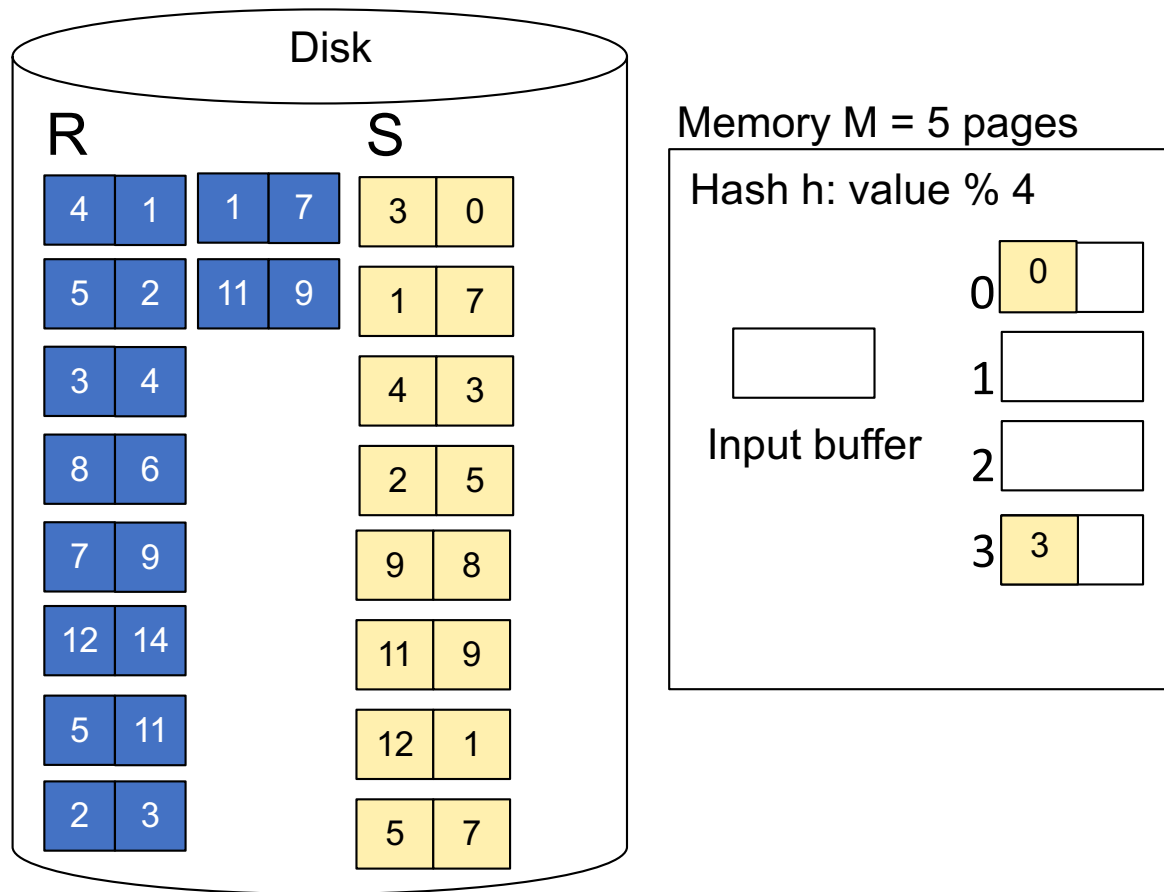 Disk
R S
4 1 1 7 3 0
5 2 11 9 1 7
3 4 4 3
8 6 2 5
7 9 9 8
12 14 11 9
5 11 12 1
2 3 5 7
Memory M = 5 pages
Hash h: value % 4
0 0
1
2
3 3
Input buffer